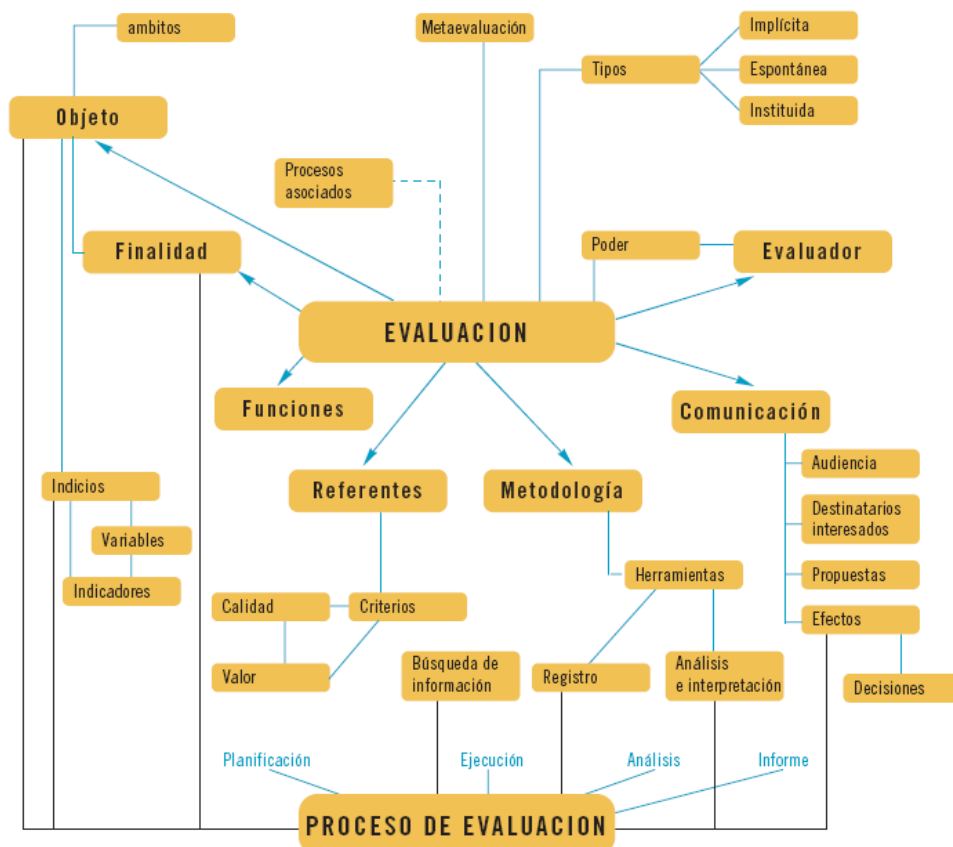 ambitos
Metaevaluación
Implícita
Tipos
Espontánea
Instituida
Objeto
Procesos
asociados
Finalidad
Poder
Evaluador
EVALUACION
Funciones
Comunicación
Audiencia
Indicios
Referentes
Metodología
Destinatarios
interesados
Variables
Indicadores
Herramientas
Propuestas
Calidad
Criterios
Efectos
Valor
Búsqueda de
información
Registro
Análisis
e interpretación
Decisiones
Planificación
Ejecución
Análisis
Informe
PROCESO DE EVALUACION